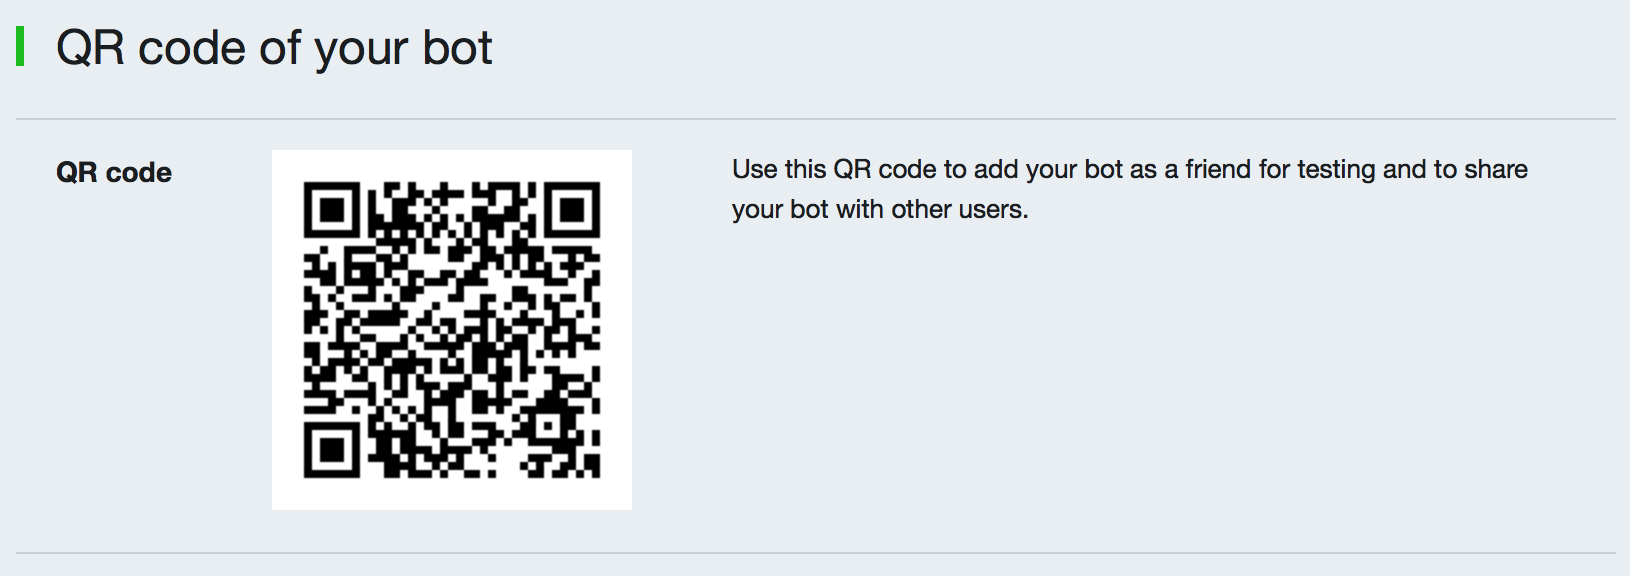 QR code of your bot
QR code
Use this QR code to add your bot as a friend for testing and to share
your bot with other users.